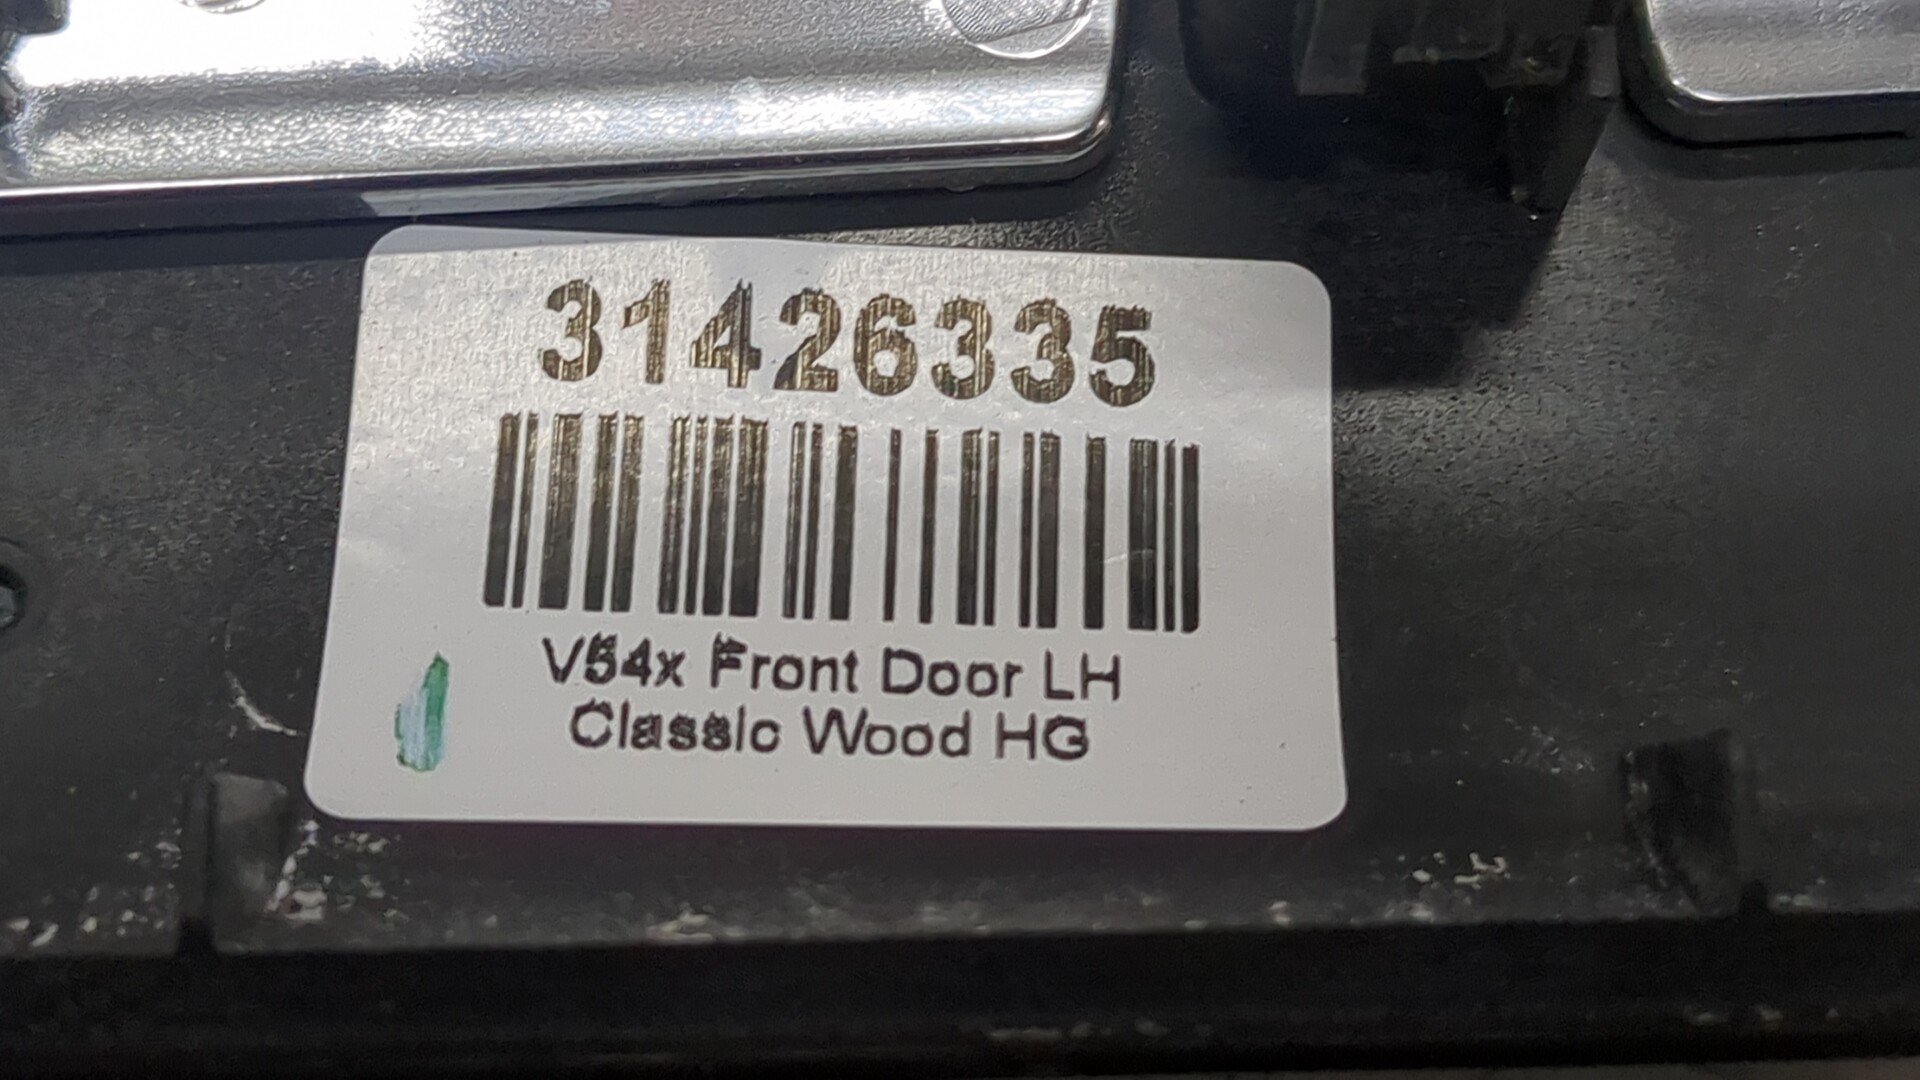 31426335
V54x Front Door LH
Classic Wood HG